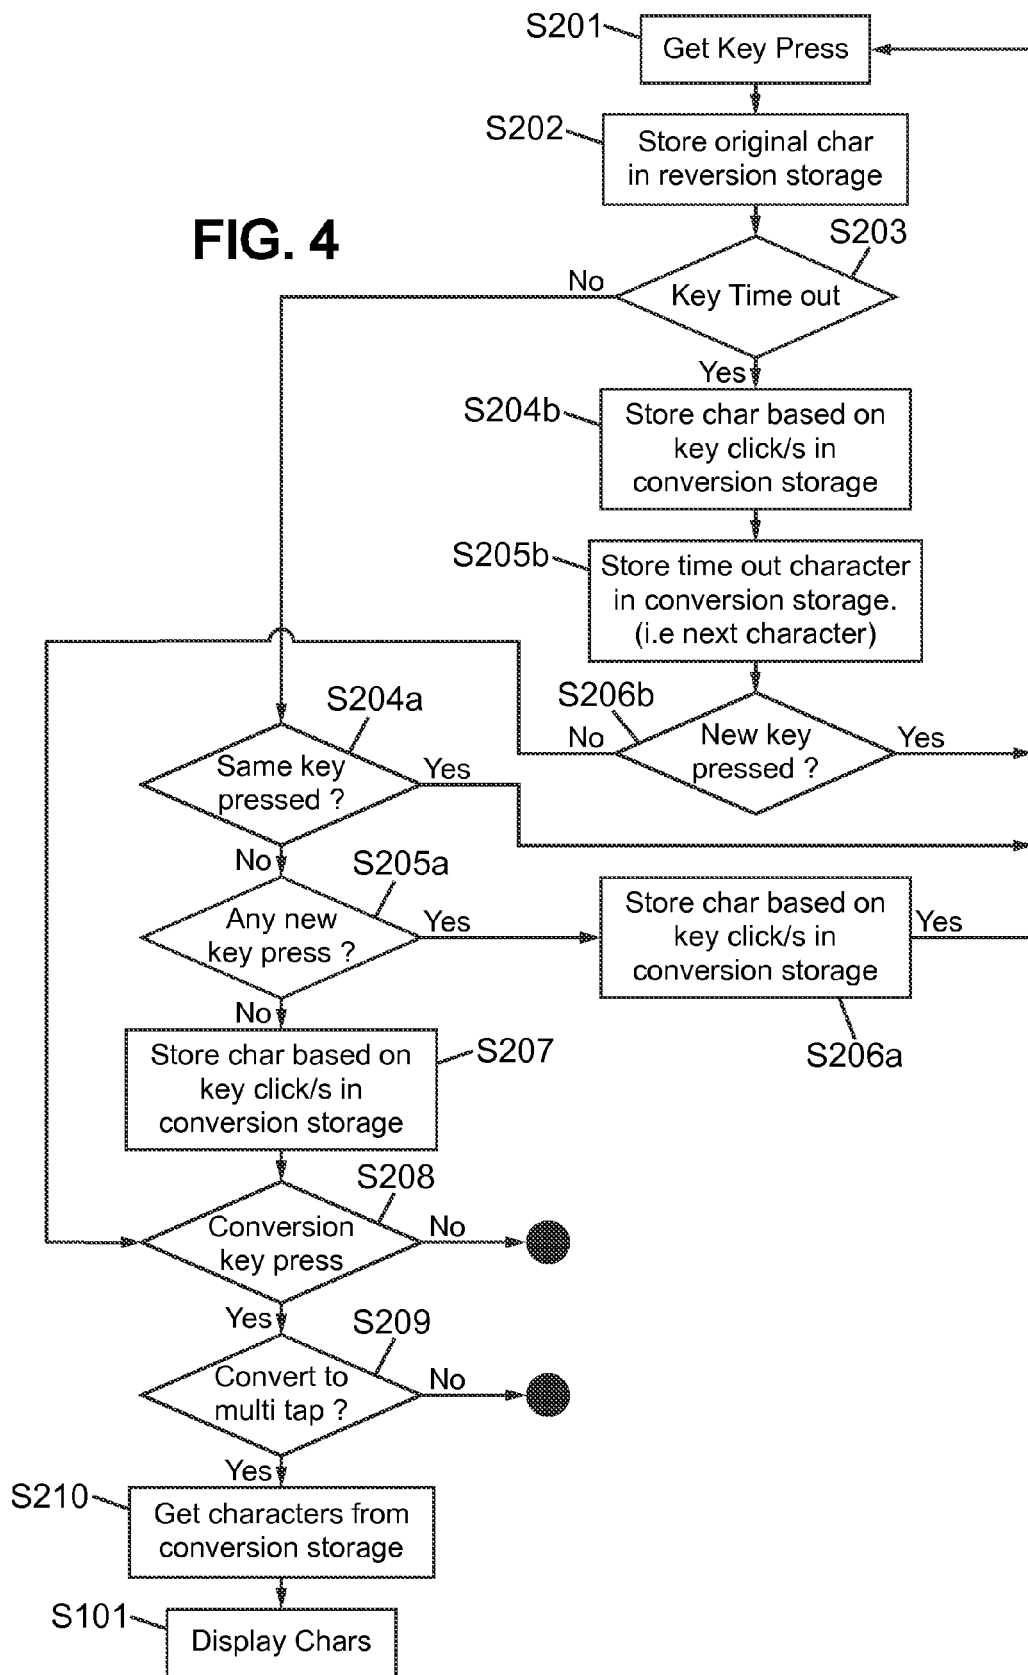 S201
Get Key Press
S202
Store original char
in reversion storage
FIG. 4
S203
No
Key Time out
Yes
S204b
Store char based on
key click/s in
conversion storage
S205b
Store time out character
in conversion storage.
(i.e next character)
S206b
No
New key
pressed ?
Yes
S204a
Same key
pressed ?
Yes
No
S205a
Any new
key press ?
Yes
Store char based on
key click/s in
conversion storage
Yes
S206a
No
Store char based on
key click/s in
conversion storage
S207
S208
Conversion
key press
No
Yes
S209
Convert to
multi tap ?
No
Yes
S210
Get characters from
conversion storage
S101
Display Chars